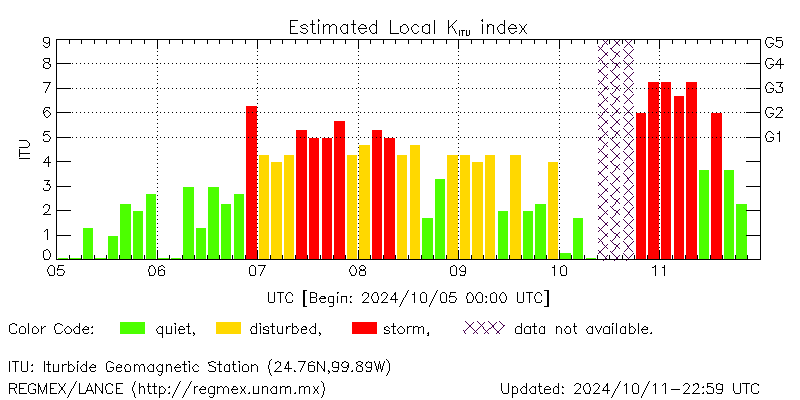 Estimated Local K ITU index
9 G5
8 G4
7 G3
6 G2
5 G1
4
3
2
1
0
ITU
05 06 07 08 09 10 11
UTC [Begin: 2024/10/05 00:00 UTC]
Color Code: quiet, disturbed, storm, data not available.
ITU: Iturbide Geomagnetic Station (24.76N,99.89W)
REGMEX/LANCE (http://regmex.unam.mx) Updated: 2024/10/11-22:59 UTC